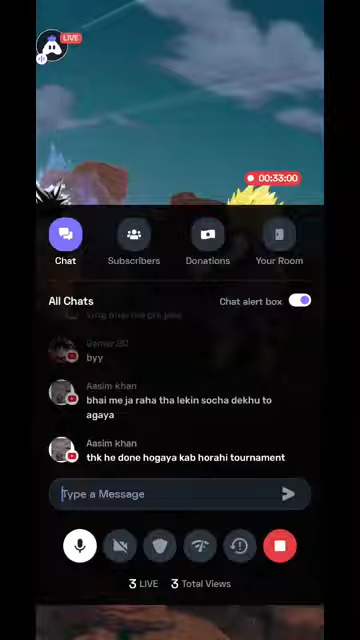 LIVE
00:33:00
Chat
Subscribers
Donations
Your Room
All Chats
Chat alert box
byy
Aasim khan
bhai me ja raha tha lekin socha dekhu to
agaya
Aasim khan
thk he done hogaya kab horahi tournament
Type a Message
3 LIVE 3 Total Views